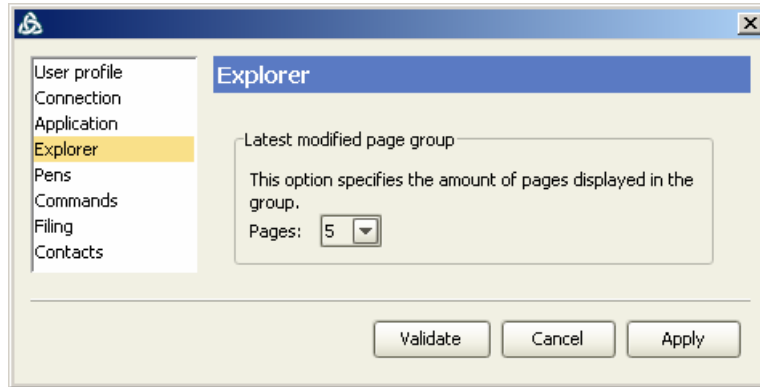 User profile
Connection
Application
Explorer
Pens
Commands
Filing
Contacts
Explorer
Latest modified page group
This option specifies the amount of pages displayed in the
group.
Pages: 5
Validate Cancel Apply